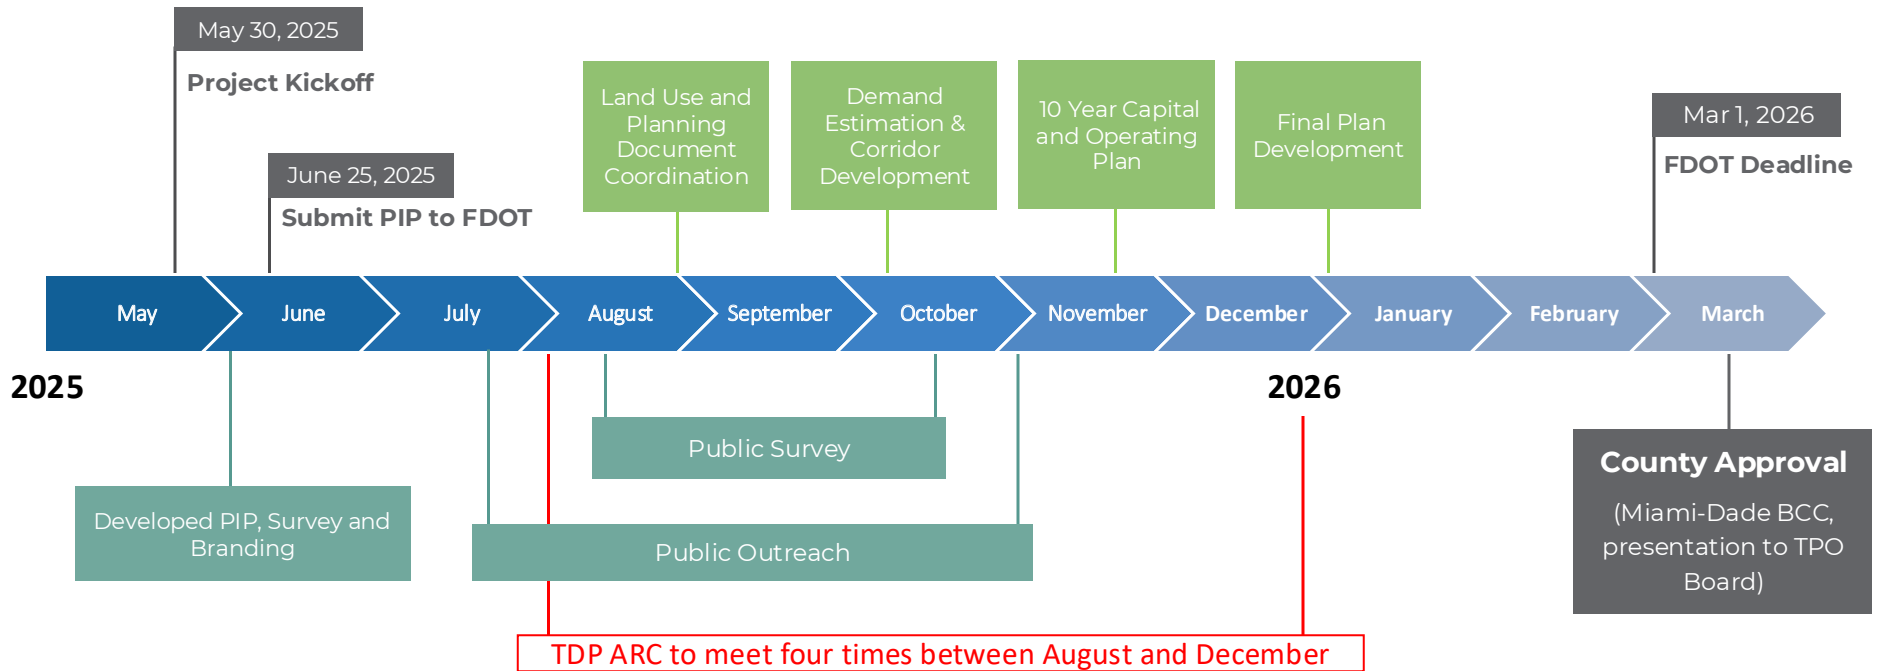 May 30, 2025
Project Kickoff
June 25, 2025
Submit PIP to FDOT
Land Use and
Planning
Document
Coordination
Demand
Estimation &
Corridor
Development
10 Year Capital
and Operating
Plan
Final Plan
Development
Mar 1, 2026
FDOT Deadline
May
June
July
August
September
October
November
December
January
February
March
2025
2026
Public Survey
Developed PIP, Survey and
Branding
Public Outreach
County Approval
(Miami-Dade BCC,
presentation to TPO
Board)
TDP ARC to meet four times between August and December